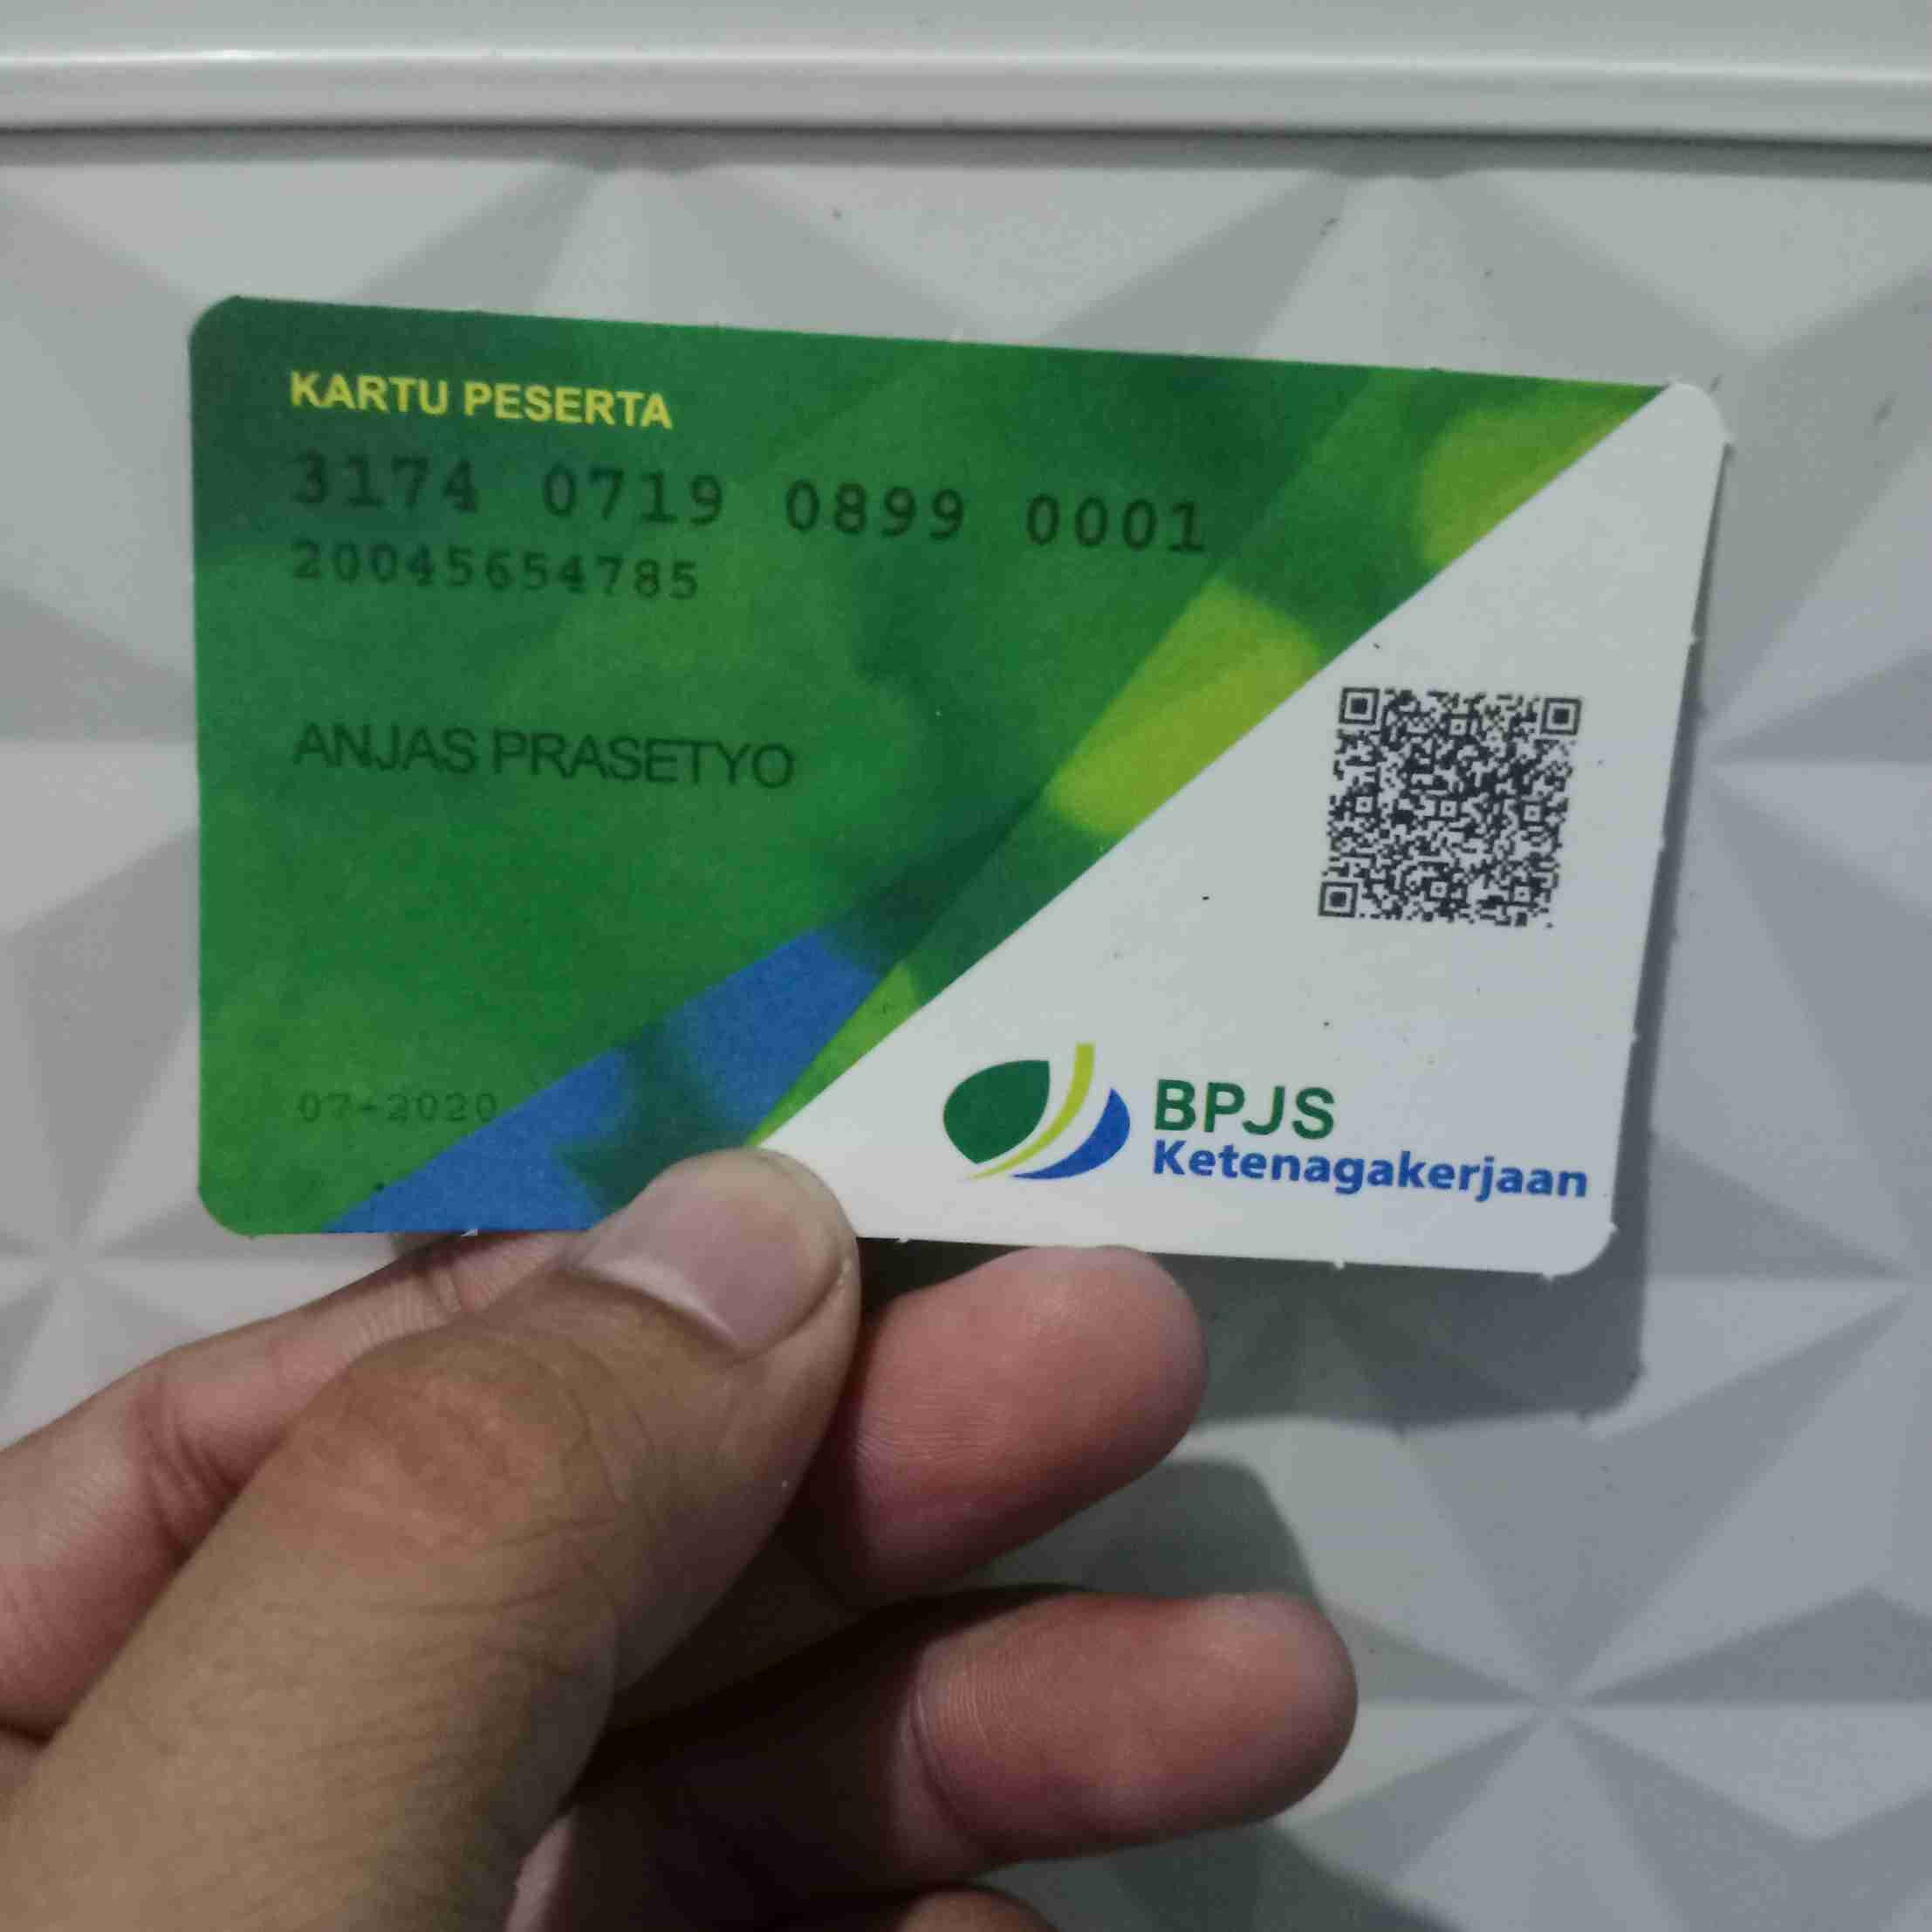 KARTU PESERTA
3174 0719 0899 0001
20045654785
ANJAS PRASETYO
07-2020
BPJS
Ketenagakerjaan